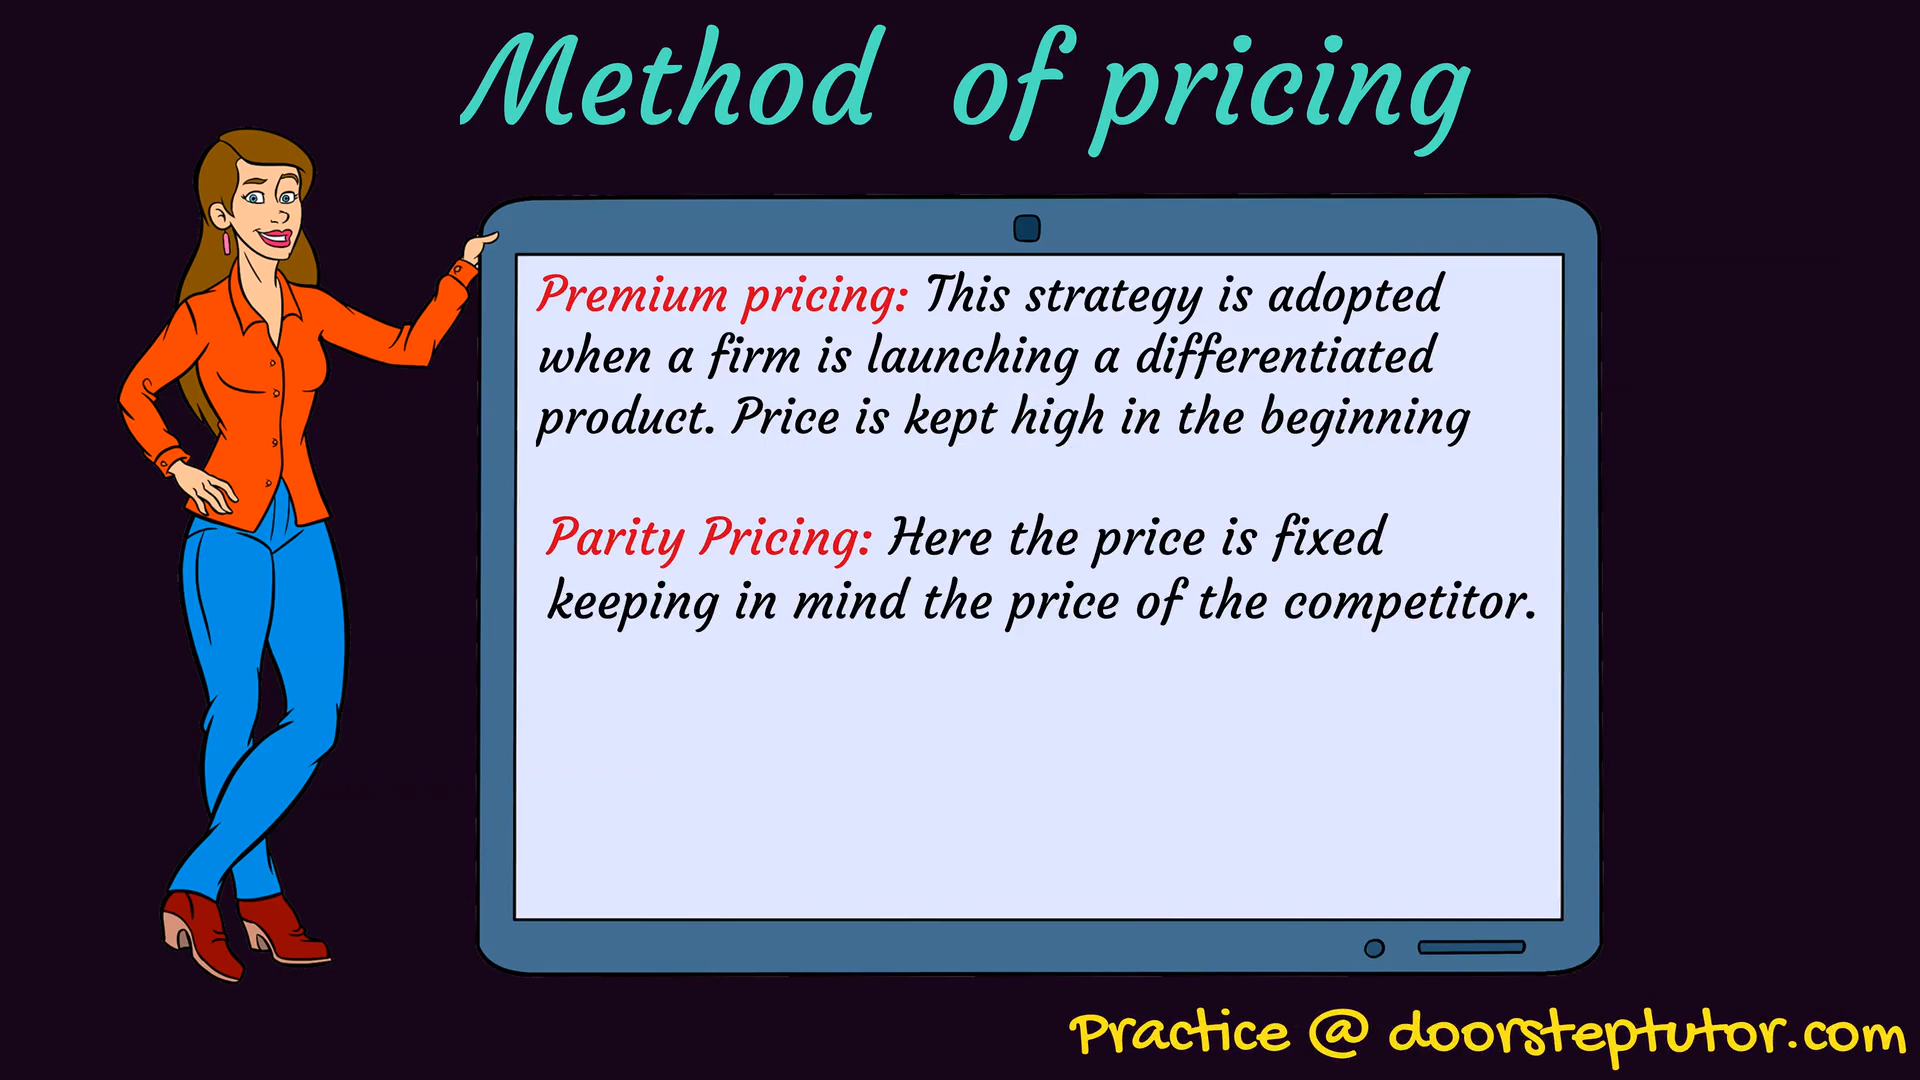 Method of pricing
Premium pricing: This strategy is adopted
when a firm is launching a differentiated
product. Price is kept high in the beginning
Parity Pricing: Here the price is fixed
keeping in mind the price of the competitor.
Practice @ doorsteptutor.com